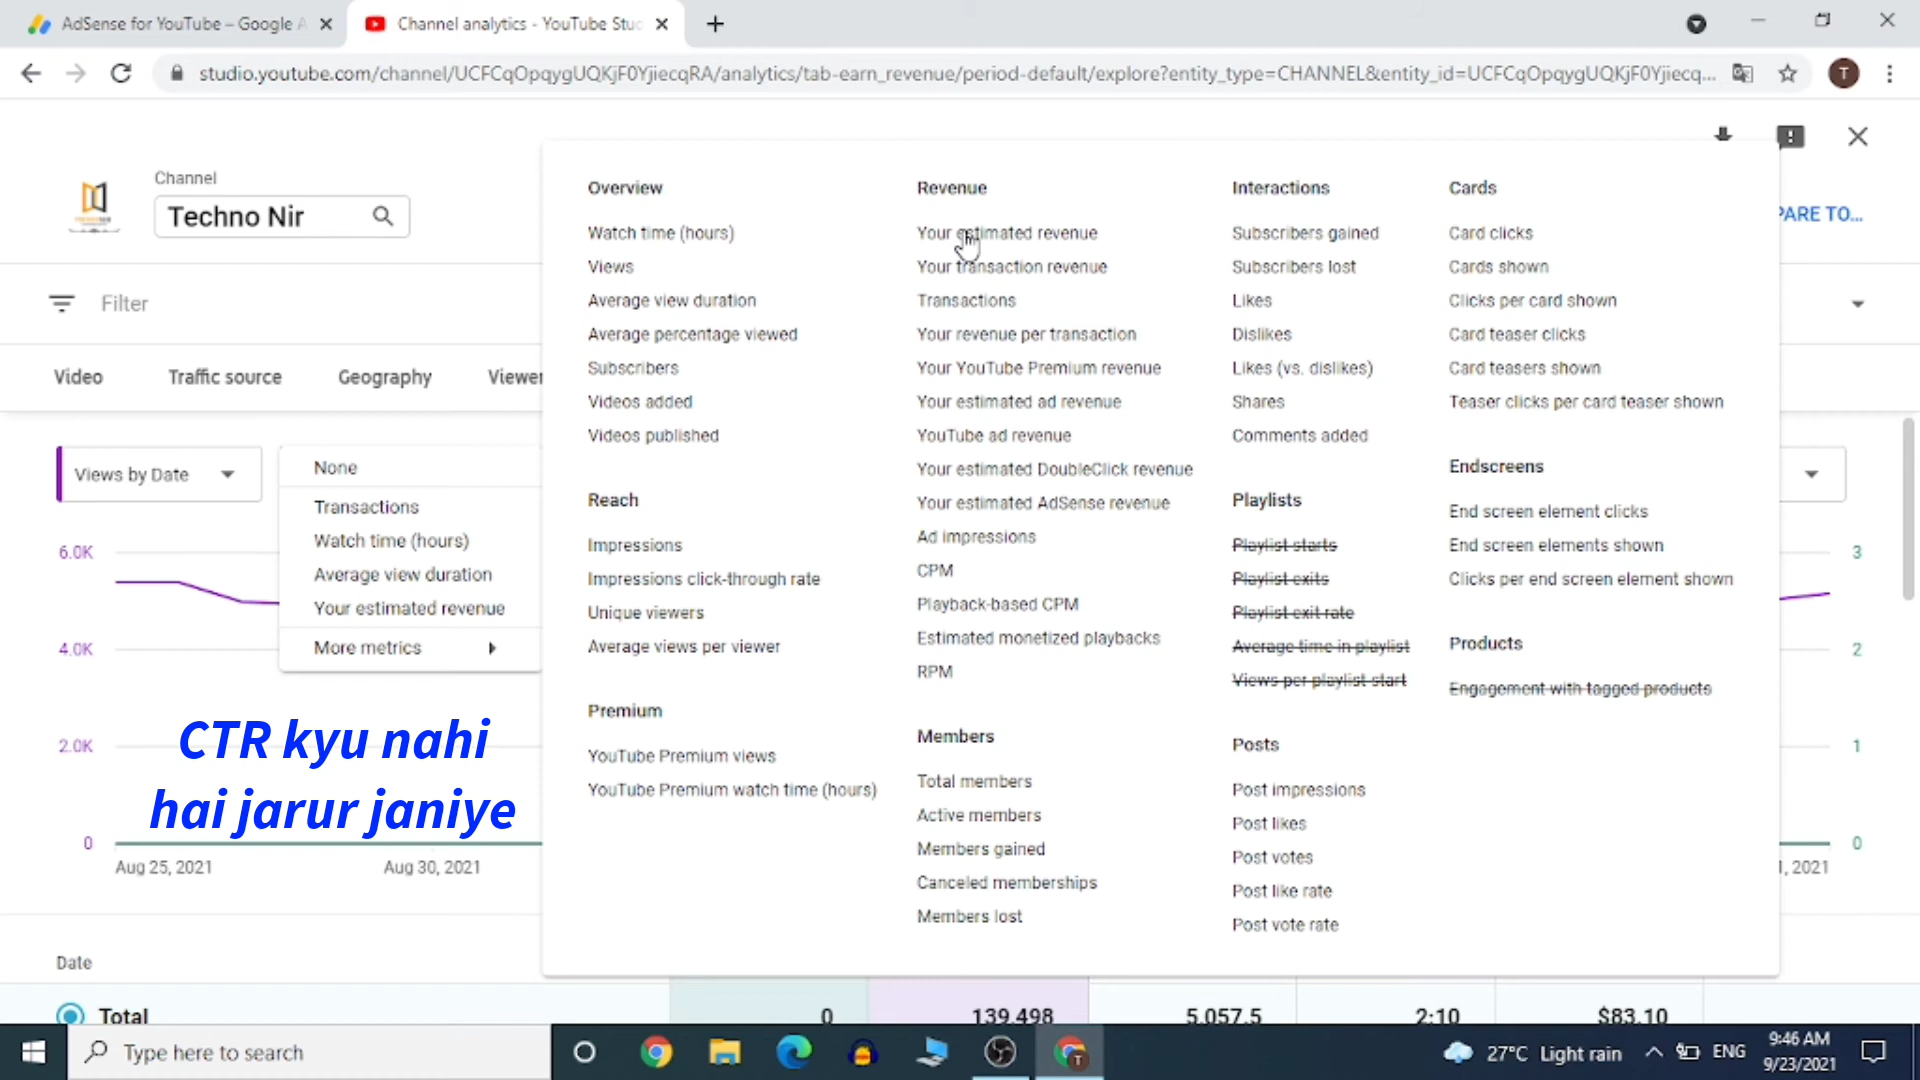 AdSense for YouTube – Google A
Channel analytics - YouTube Stud
studio.youtube.com/channel/UCFCqOpqygUQKjF0YjiecqRA/analytics/tab-earn_revenue/period-default/explore?entity_type=CHANNEL&entity_id=UCFCqOpqygUQKjF0Yjiecq...
T
Channel
Techno Nir
PARE TO...
Filter
Video
Traffic source
Geography
Viewer
Views by Date
None
Transactions
Watch time (hours)
Average view duration
Your estimated revenue
More metrics
Overview
Watch time (hours)
Views
Average view duration
Average percentage viewed
Subscribers
Videos added
Videos published
Reach
Impressions
Impressions click-through rate
Unique viewers
Average views per viewer
Premium
YouTube Premium views
YouTube Premium watch time (hours)
Revenue
Your estimated revenue
Your transaction revenue
Transactions
Your revenue per transaction
Your YouTube Premium revenue
Your estimated ad revenue
YouTube ad revenue
Your estimated DoubleClick revenue
Your estimated AdSense revenue
Ad impressions
CPM
Playback-based CPM
Estimated monetized playbacks
RPM
Members
Total members
Active members
Members gained
Canceled memberships
Members lost
Interactions
Subscribers gained
Subscribers lost
Likes
Dislikes
Likes (vs. dislikes)
Shares
Comments added
Playlists
Playlist starts
Playlist exits
Playlist exit rate
Average time in playlist
Views per playlist start
Posts
Post impressions
Post likes
Post votes
Post like rate
Post vote rate
Cards
Card clicks
Cards shown
Clicks per card shown
Card teaser clicks
Card teasers shown
Teaser clicks per card teaser shown
Endscreens
End screen element clicks
End screen elements shown
Clicks per end screen element shown
Products
Engagement with tagged products
6.0K
4.0K
2.0K
0
3
2
1
0
CTR kyu nahi
hai jarur janiye
Aug 25, 2021
Aug 30, 2021
1, 2021
Date
Total
0
139,498
5,057.5
2:10
$83.10
Type here to search
T
27°C Light rain
ENG
9:46 AM
9/23/2021